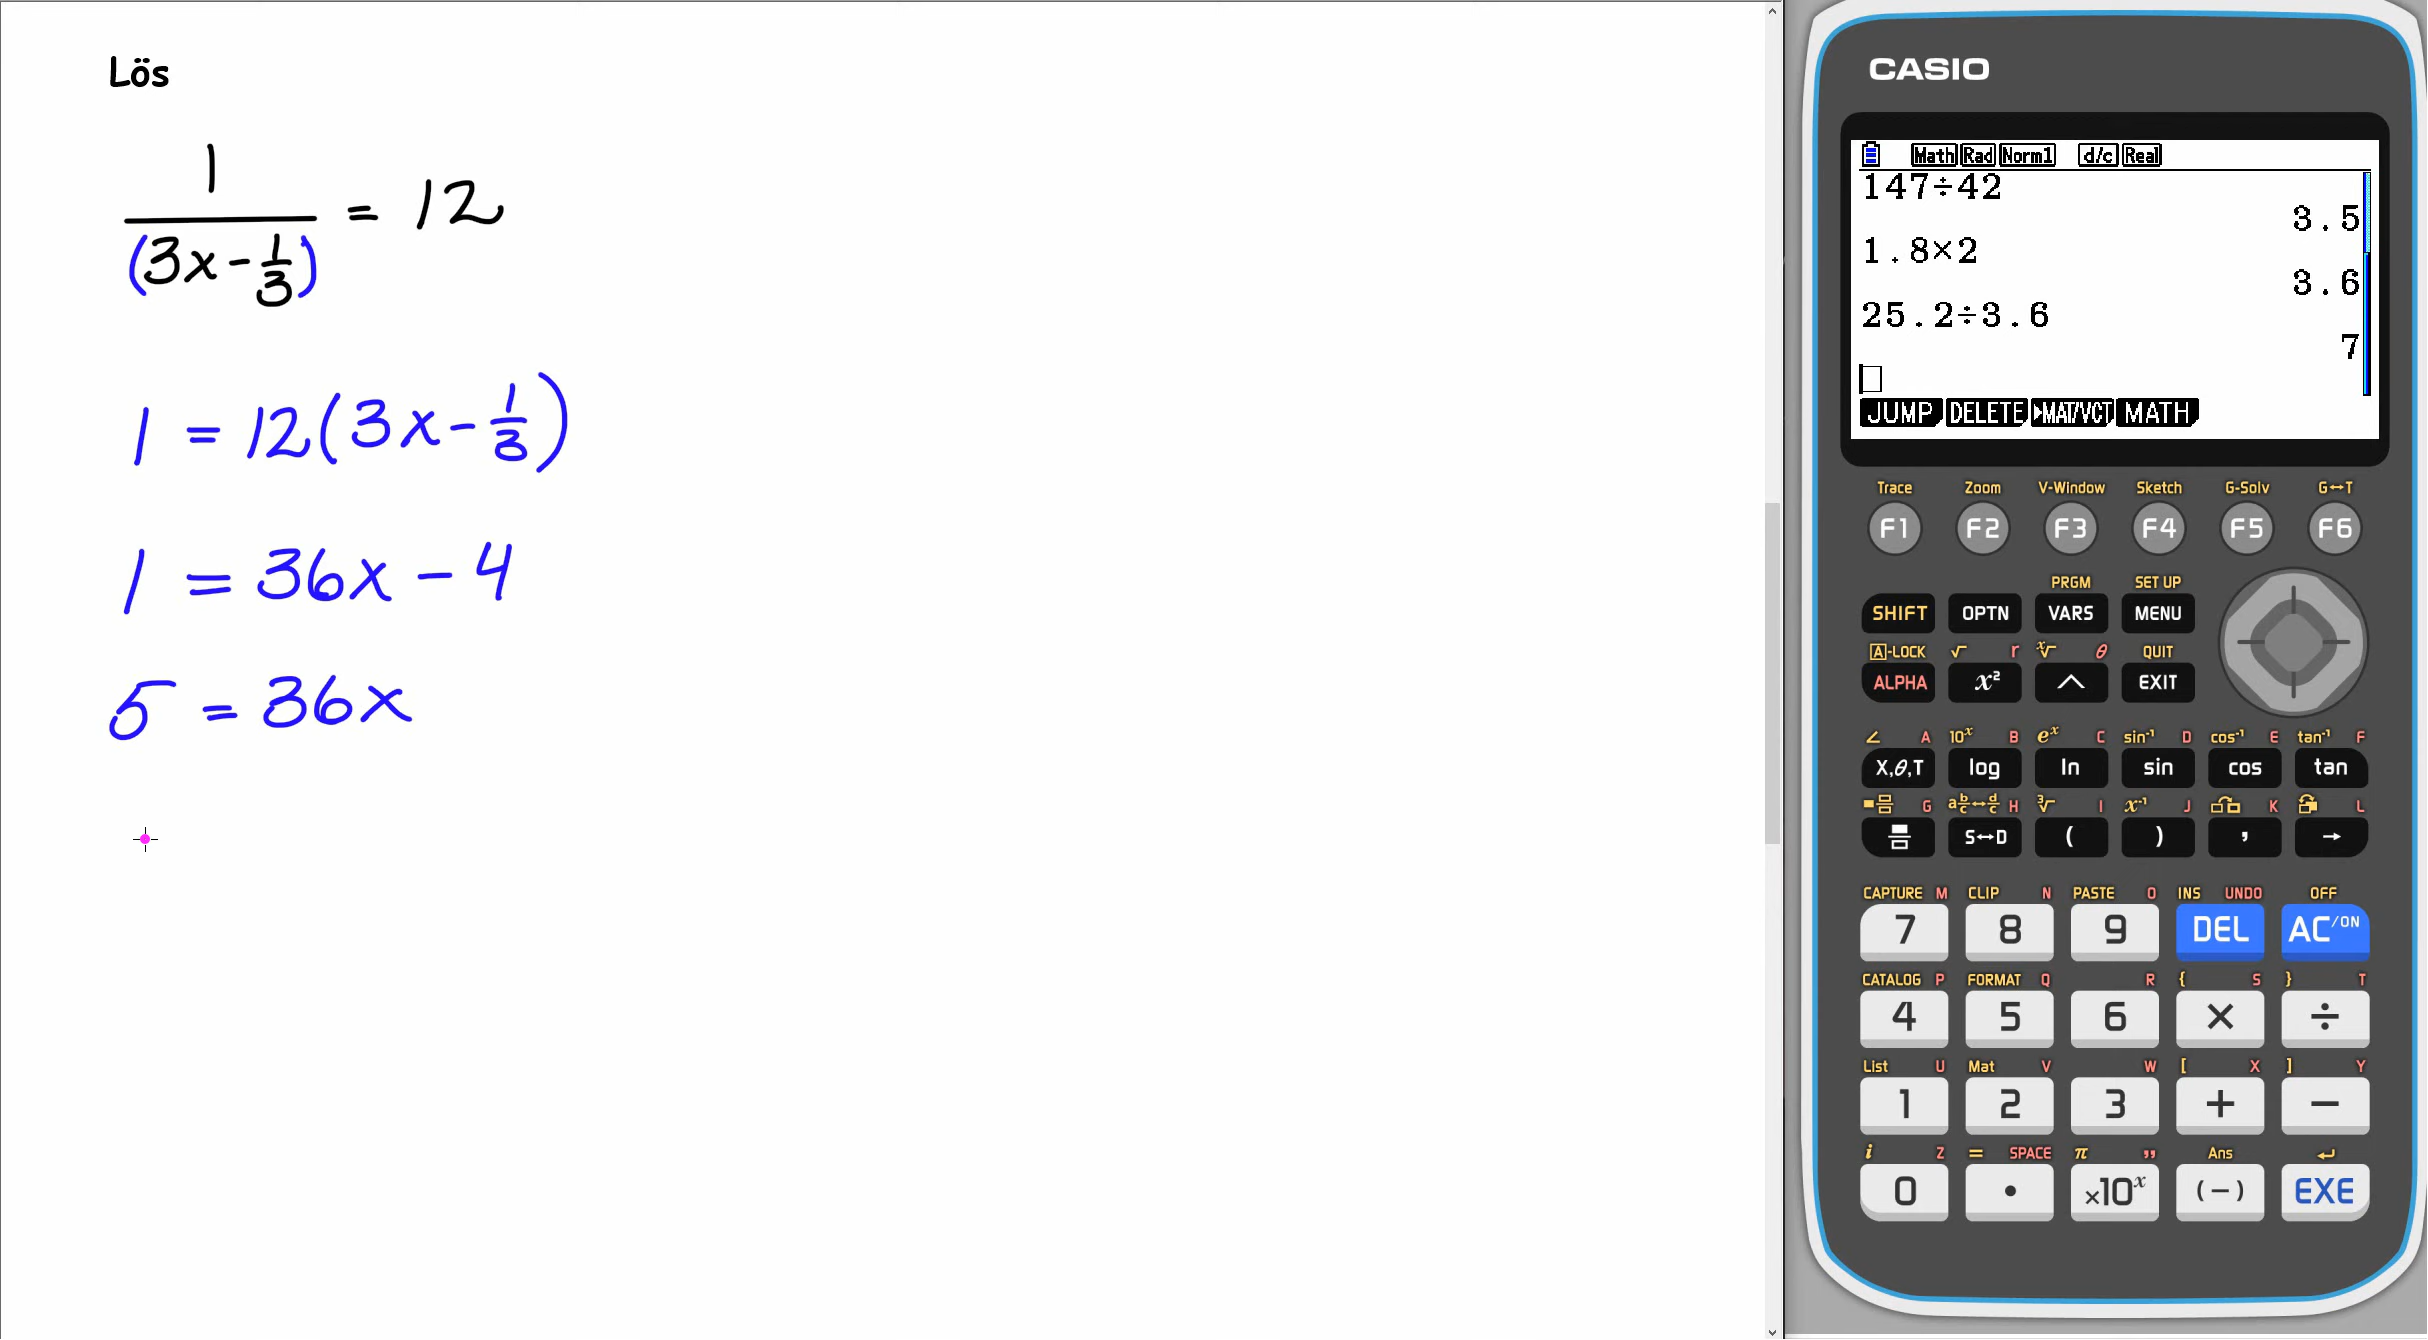 Lös
1/(3x-1/3) = 12
1 = 12(3x-1/3)
1 = 36x - 4
5 = 36x
CASIO
Math Rad Norm1 d/c Real
147÷42
3.5
1.8×2
3.6
25.2÷3.6
7
JUMP DELETE ▶MAT/VCT MATH
Trace Zoom V-Window Sketch G-Solv G↔T
F1 F2 F3 F4 F5 F6
PRGM SET UP
SHIFT OPTN VARS MENU
A-LOCK √ r ˣ√ θ QUIT
ALPHA x² ^ EXIT
∠ A 10ˣ B eˣ C sin⁻¹ D cos⁻¹ E tan⁻¹ F
X,θ,T log ln sin cos tan
G a b/c↔d/c H ³√ I x⁻¹ J K L
S↔D ( ) , →
CAPTURE M CLIP N PASTE O INS UNDO OFF
7 8 9 DEL AC/ON
CATALOG P FORMAT Q R { S } T
4 5 6 × ÷
List U Mat V W [ X ] Y
1 2 3 + −
i Z = SPACE π " Ans ↵
0 • ×10ˣ (−) EXE